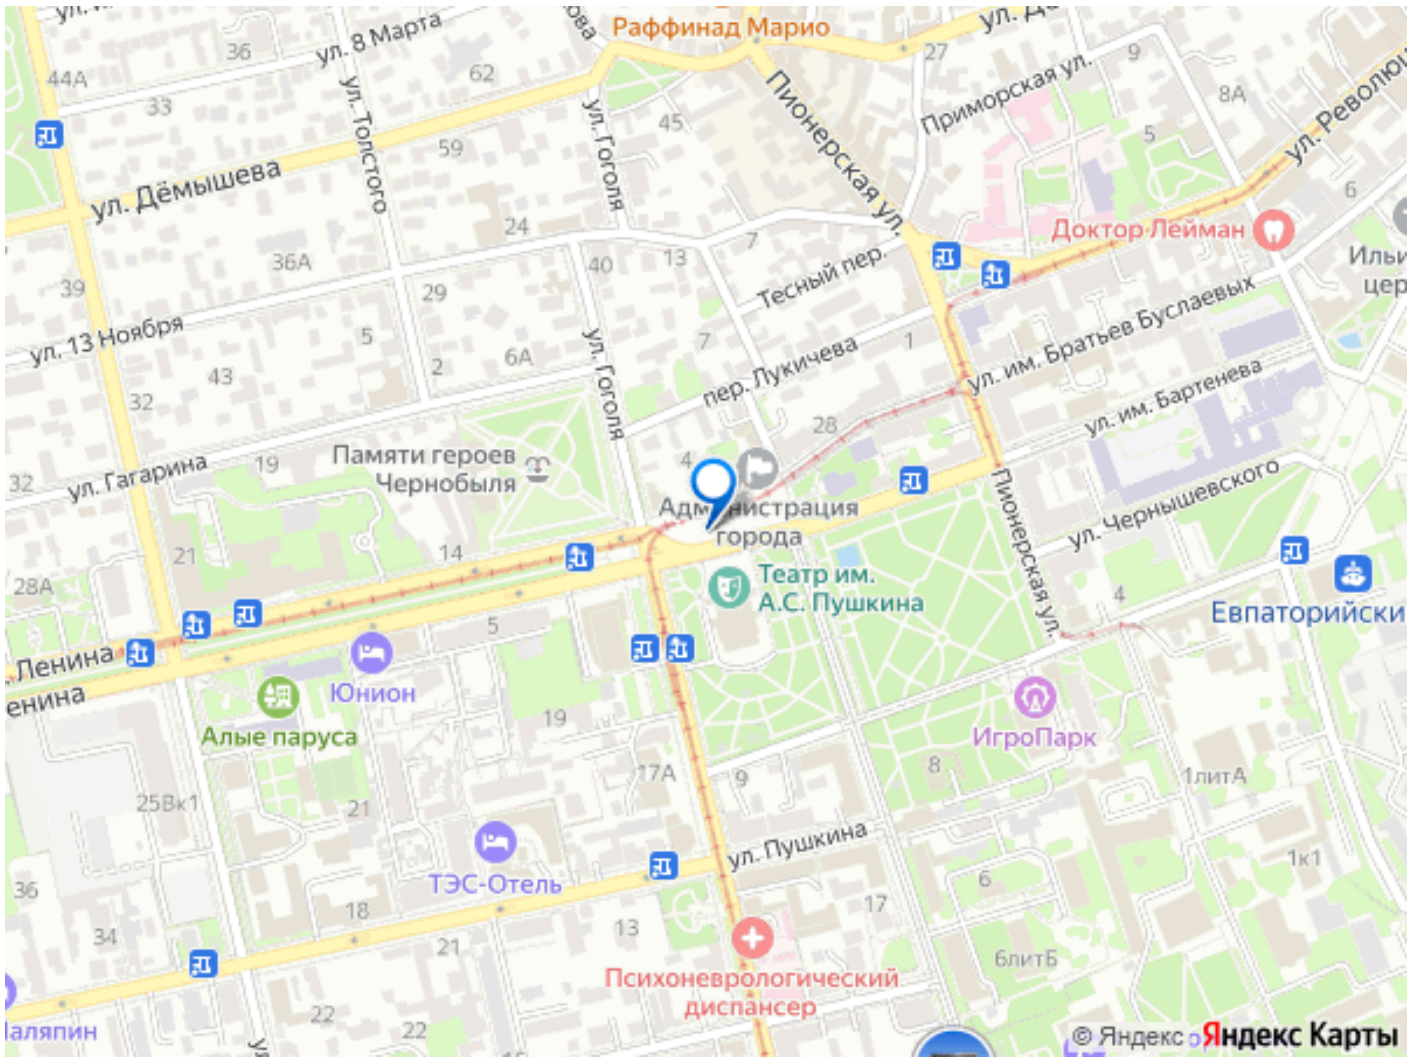 Раффинад Марио
36
ул. 8 Марта
44А
33
62
27
9
Приморская ул.
8А
ул. Толстого
ул. Гоголя
45
59
Пионерская ул.
5
ул. Дёмышева
6
24
Доктор Лейман
36А
40
13
7
Тесный пер.
39
29
ул. 13 Ноября
5
ул. Гоголя
7
1
ул. им. Братьев Буслаевых
6А
2
пер. Лукичева
43
32
ул. им. Бартенева
28
Памяти героев
Чернобыля
4
19
32
ул. Гагарина
Администрация
города
Пионерская ул.
ул. Чернышевского
21
14
28А
Театр им.
А.С. Пушкина
4
Евпаторийски
5
Ленина
енина
Юнион
Алые паруса
19
ИгроПарк
17А
9
8
1литА
25Вк1
21
ул. Пушкина
1к1
ТЭС-Отель
36
18
6
17
34
21
13
6литБ
Психоневрологический
диспансер
22
22
аляпин
© Яндекс
Яндекс Карты